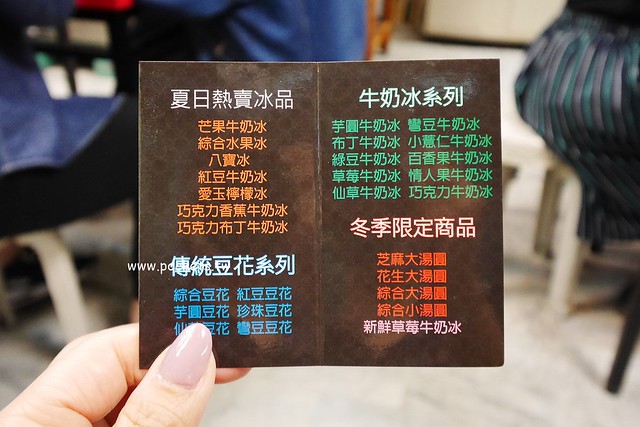 夏日熱賣冰品
芒果牛奶冰
綜合水果冰
八寶冰
紅豆牛奶冰
愛玉檸檬冰
巧克力香蕉牛奶冰
巧克力布丁牛奶冰
傳統豆花系列
綜合豆花 紅豆豆花
芋圓豆花 珍珠豆花
豆花 彎豆豆花
牛奶冰系列
芋圓牛奶冰 彎豆牛奶冰
布丁牛奶冰 小薏仁牛奶冰
綠豆牛奶冰 百香果牛奶冰
草莓牛奶冰 情人果牛奶冰
仙草牛奶冰 巧克力牛奶冰
冬季限定商品
芝麻大湯圓
花生大湯圓
綜合大湯圓
綜合小湯圓
新鮮草莓牛奶冰